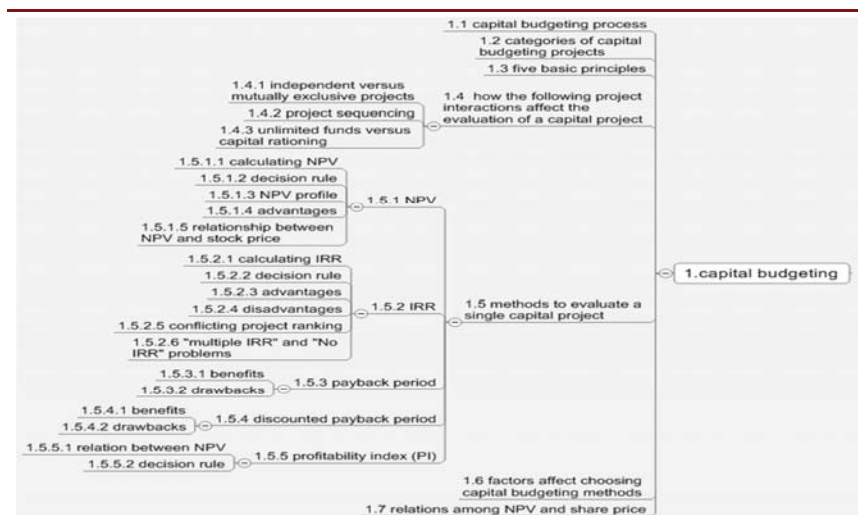 1.capital budgeting
1.1 capital budgeting process
1.2 categories of capital
budgeting projects
1.3 five basic principles
1.4 how the following project
interactions affect the
evaluation of a capital project
1.4.1 independent versus
mutually exclusive projects
1.4.2 project sequencing
1.4.3 unlimited funds versus
capital rationing
1.5 methods to evaluate a
single capital project
1.5.1 NPV
1.5.1.1 calculating NPV
1.5.1.2 decision rule
1.5.1.3 NPV profile
1.5.1.4 advantages
1.5.1.5 relationship between
NPV and stock price
1.5.2 IRR
1.5.2.1 calculating IRR
1.5.2.2 decision rule
1.5.2.3 advantages
1.5.2.4 disadvantages
1.5.2.5 conflicting project ranking
1.5.2.6 "multiple IRR" and "No
IRR" problems
1.5.3 payback period
1.5.3.1 benefits
1.5.3.2 drawbacks
1.5.4 discounted payback period
1.5.4.1 benefits
1.5.4.2 drawbacks
1.5.5 profitability index (PI)
1.5.5.1 relation between NPV
1.5.5.2 decision rule
1.6 factors affect choosing
capital budgeting methods
1.7 relations among NPV and share price